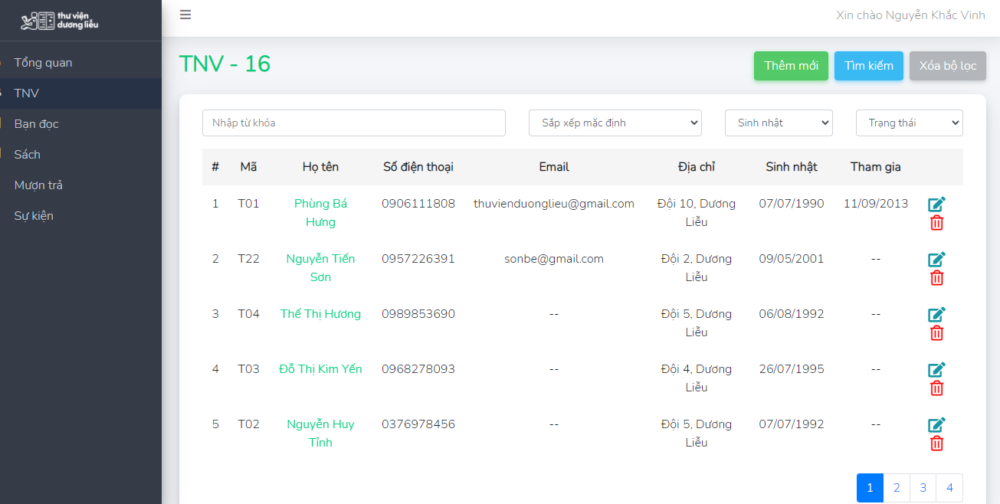 thư viện
dương liễu
Xin chào Nguyễn Khắc Vinh
Tổng quan
TNV
Bạn đọc
Sách
Mượn trả
Sự kiện
TNV - 16
Thêm mới
Tìm kiếm
Xóa bộ lọc
Nhập từ khóa
Sắp xếp mặc định
Sinh nhật
Trạng thái
# Mã Họ tên Số điện thoại Email Địa chỉ Sinh nhật Tham gia
1 T01 Phùng Bá 0906111808 thuvienduonglieu@gmail.com Đội 10, Dương 07/07/1990 11/09/2013
Hưng Liễu
2 T22 Nguyễn Tiến 0957226391 sonbe@gmail.com Đội 2, Dương 09/05/2001 --
Sơn Liễu
3 T04 Thế Thị Hương 0989853690 -- Đội 5, Dương 06/08/1992 --
Liễu
4 T03 Đỗ Thị Kim Yến 0968278093 -- Đội 4, Dương 26/07/1995 --
Liễu
5 T02 Nguyễn Huy 0376978456 -- Đội 5, Dương 07/07/1992 --
Tỉnh Liễu
1 2 3 4